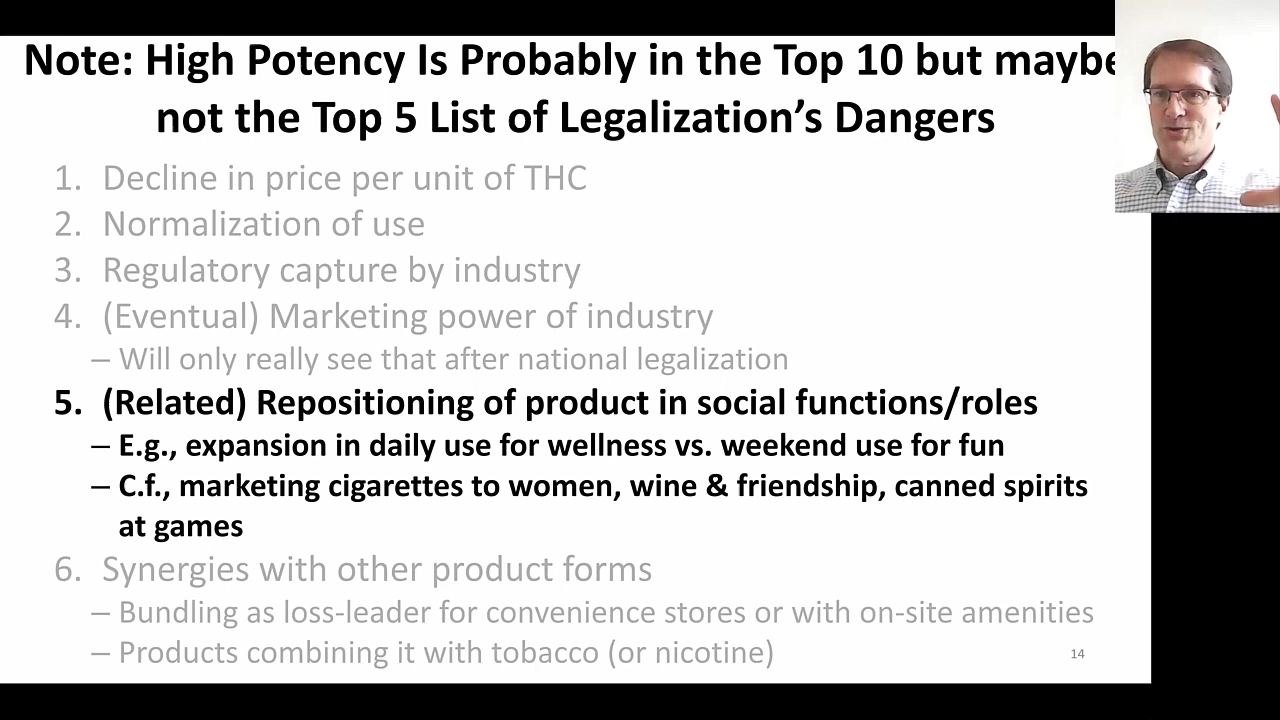 Note: High Potency Is Probably in the Top 10 but maybe
not the Top 5 List of Legalization’s Dangers
1. Decline in price per unit of THC
2. Normalization of use
3. Regulatory capture by industry
4. (Eventual) Marketing power of industry
– Will only really see that after national legalization
5. (Related) Repositioning of product in social functions/roles
– E.g., expansion in daily use for wellness vs. weekend use for fun
– C.f., marketing cigarettes to women, wine & friendship, canned spirits
at games
6. Synergies with other product forms
– Bundling as loss-leader for convenience stores or with on-site amenities
– Products combining it with tobacco (or nicotine)
14